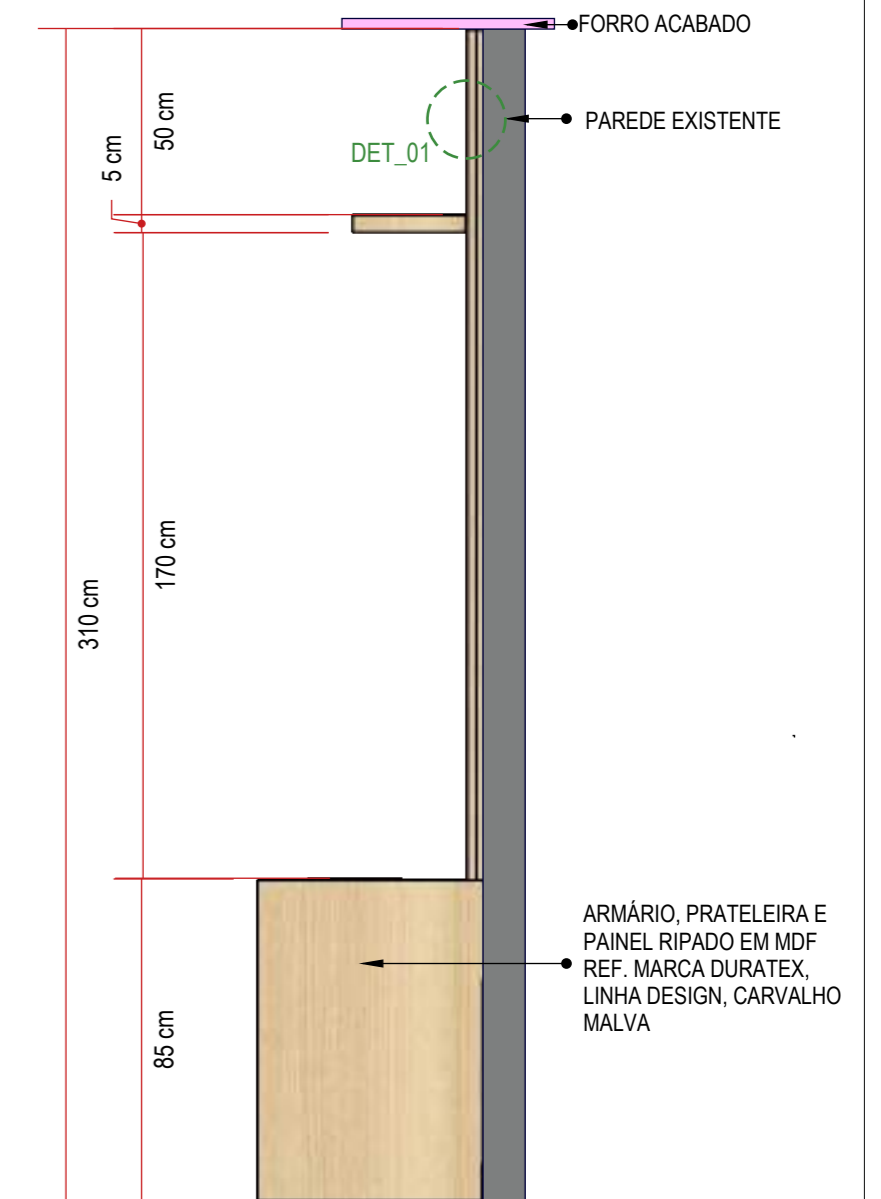 FORRO ACABADO
50 cm
5 cm
PAREDE EXISTENTE
DET_01
170 cm
310 cm
ARMÁRIO, PRATELEIRA E
PAINEL RIPADO EM MDF
REF. MARCA DURATEX,
LINHA DESIGN, CARVALHO
MALVA
85 cm